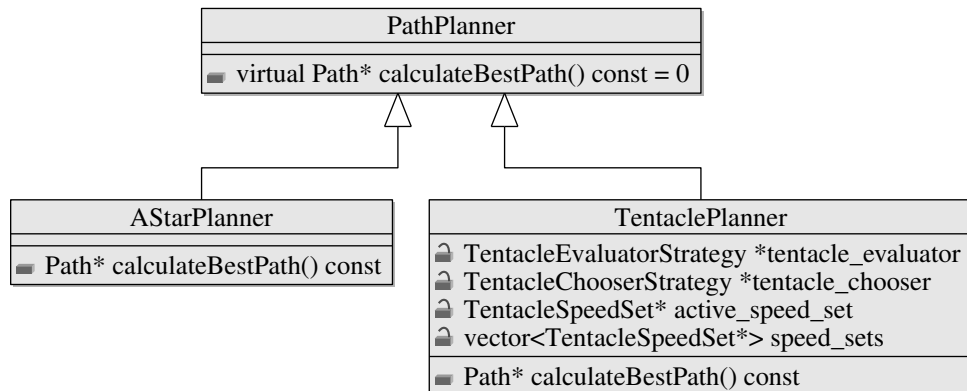 PathPlanner
virtual Path* calculateBestPath() const = 0
AStarPlanner
Path* calculateBestPath() const
TentaclePlanner
TentacleEvaluatorStrategy *tentacle_evaluator
TentacleChooserStrategy *tentacle_chooser
TentacleSpeedSet* active_speed_set
vector<TentacleSpeedSet*> speed_sets
Path* calculateBestPath() const